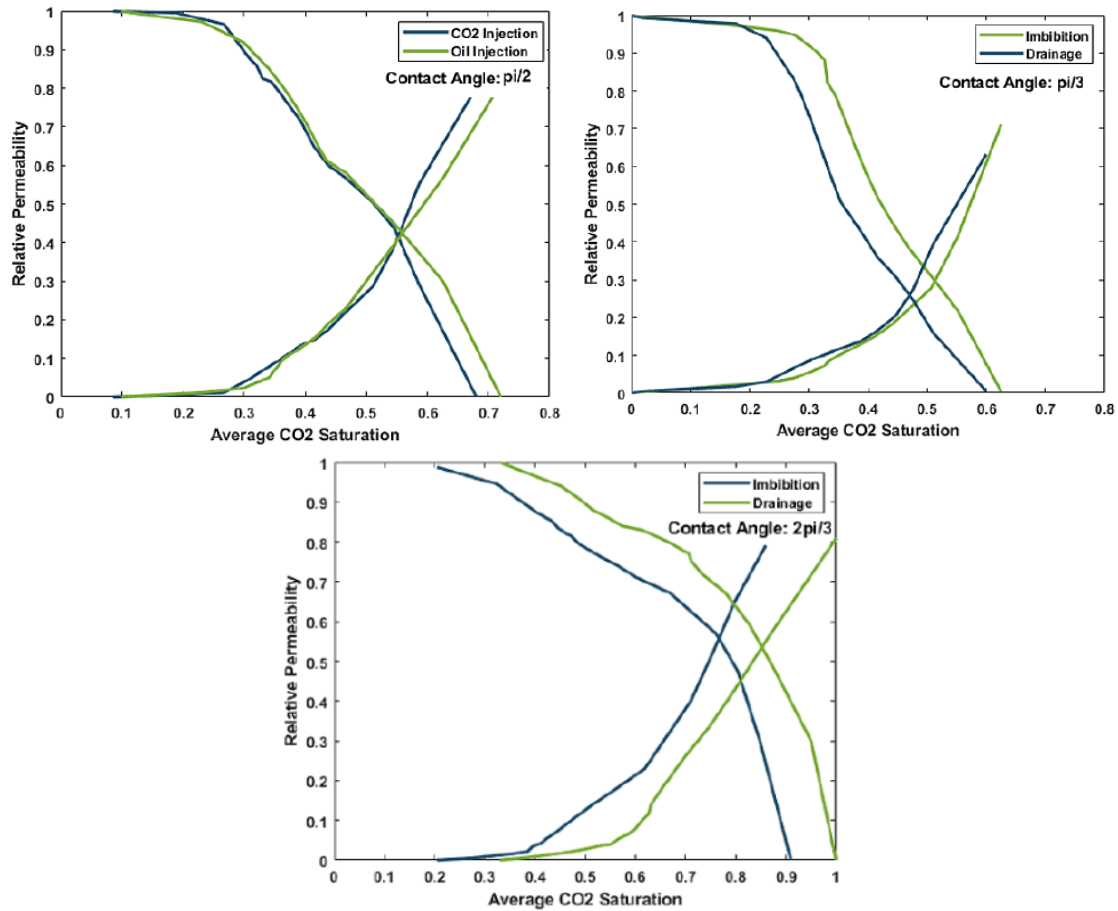 1
0.9
0.8
0.7
0.6
0.5
0.4
0.3
0.2
0.1
0
Relative Permeability
CO2 Injection
Oil Injection
Contact Angle: pi/2
0 0.1 0.2 0.3 0.4 0.5 0.6 0.7 0.8
Average CO2 Saturation
1
0.9
0.8
0.7
0.6
0.5
0.4
0.3
0.2
0.1
0
Relative Permeability
Imbibition
Drainage
Contact Angle: pi/3
0 0.1 0.2 0.3 0.4 0.5 0.6 0.7 0.8
Average CO2 Saturation
1
0.9
0.8
0.7
0.6
0.5
0.4
0.3
0.2
0.1
0
Relative Permeability
Imbibition
Drainage
Contact Angle: 2pi/3
0 0.1 0.2 0.3 0.4 0.5 0.6 0.7 0.8 0.9 1
Average CO2 Saturation